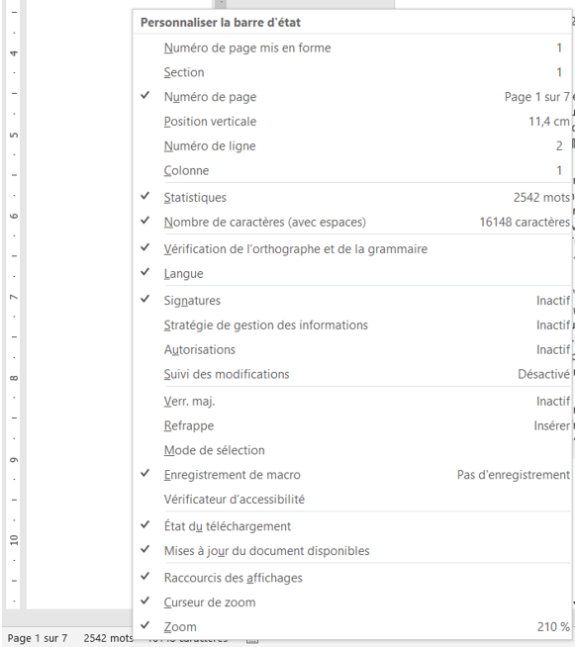 Personnaliser la barre d'état
Numéro de page mis en forme 1
Section 1
Numéro de page Page 1 sur 7
Position verticale 11,4 cm
Numéro de ligne 2
Colonne 1
Statistiques 2542 mots
Nombre de caractères (avec espaces) 16148 caractères
Vérification de l'orthographe et de la grammaire
Langue
Signatures Inactif
Stratégie de gestion des informations Inactif
Autorisations Inactif
Suivi des modifications Désactivé
Verr. maj. Inactif
Refrappe Insérer
Mode de sélection
Enregistrement de macro Pas d'enregistrement
Vérificateur d'accessibilité
État du téléchargement
Mises à jour du document disponibles
Raccourcis des affichages
Curseur de zoom
Zoom 210 %
Page 1 sur 7 2542 mots 16148 caractères
4
5
6
7
8
9
10